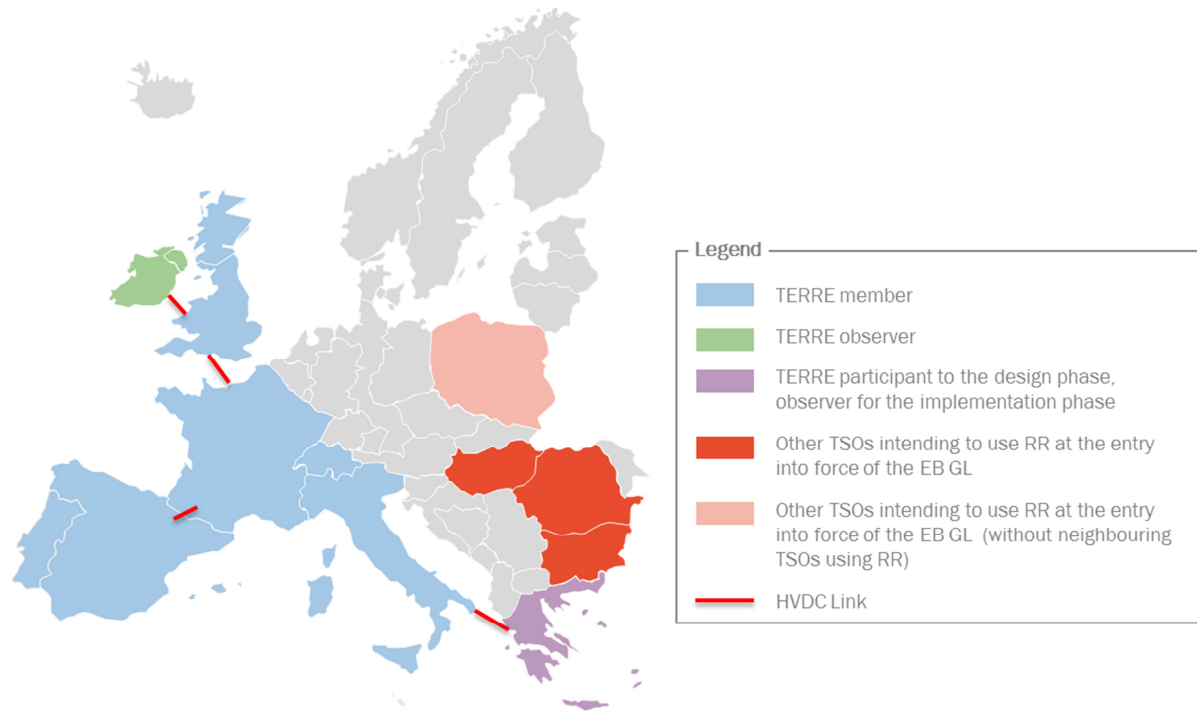 Legend
TERRE member
TERRE observer
TERRE participant to the design phase,
observer for the implementation phase
Other TSOs intending to use RR at the entry
into force of the EB GL
Other TSOs intending to use RR at the entry
into force of the EB GL (without neighbouring
TSOs using RR)
HVDC Link